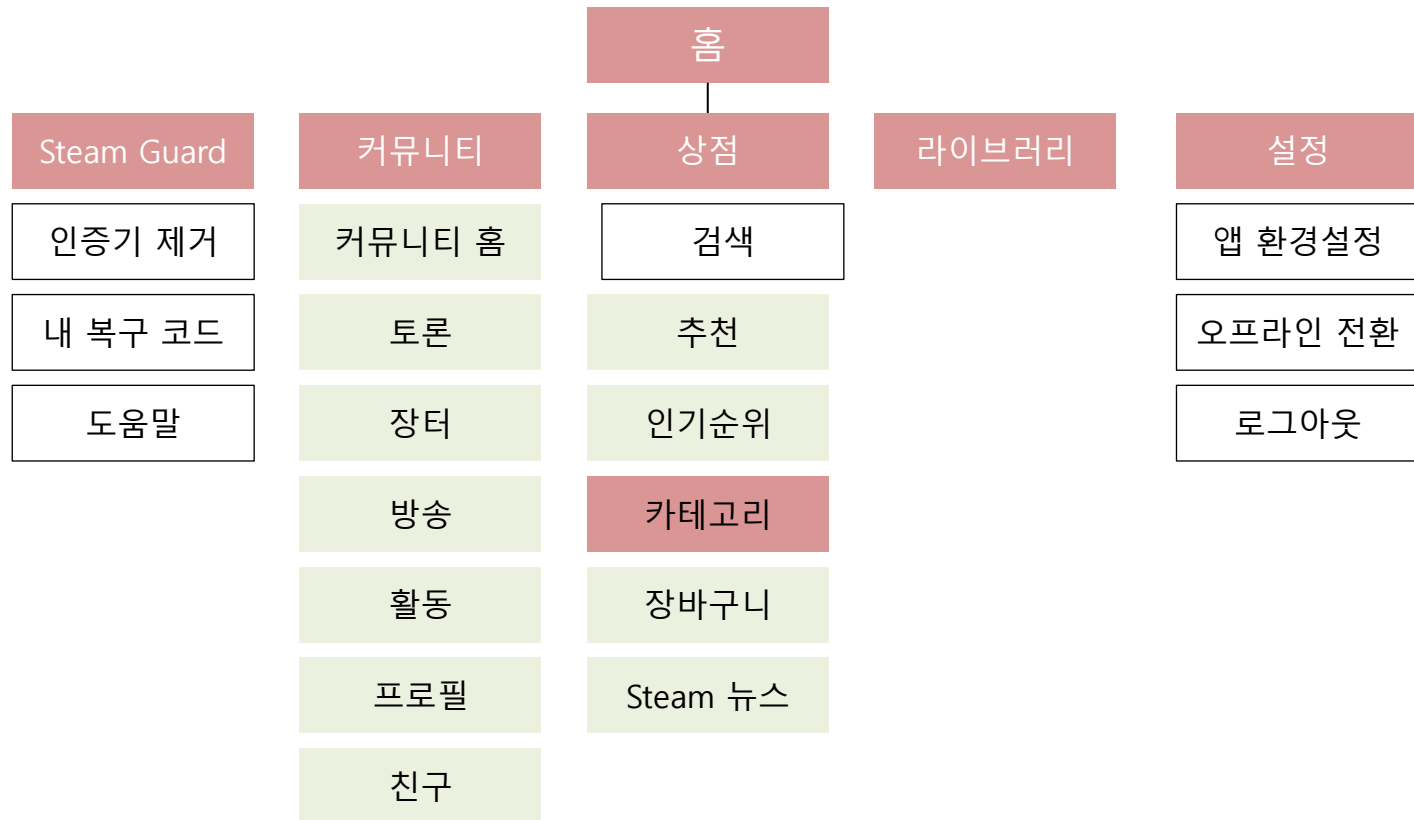 홈
Steam Guard
커뮤니티
상점
라이브러리
설정
인증기 제거
커뮤니티 홈
검색
앱 환경설정
내 복구 코드
토론
추천
오프라인 전환
도움말
장터
인기순위
로그아웃
방송
카테고리
활동
장바구니
프로필
Steam 뉴스
친구